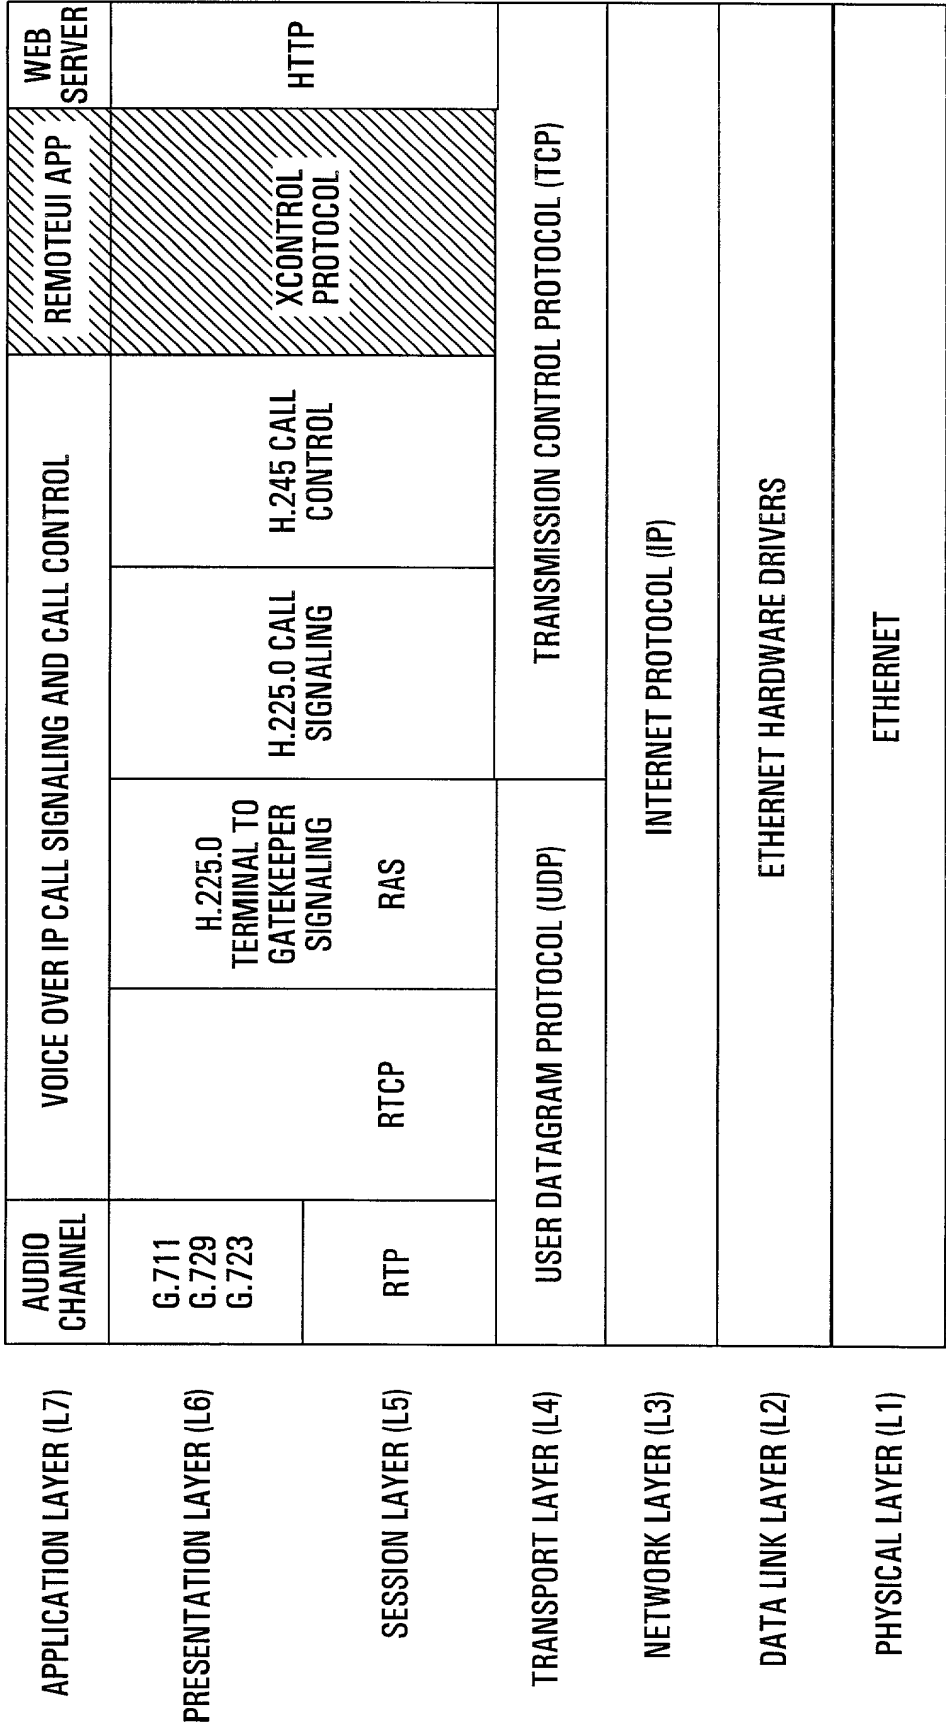 APPLICATION LAYER (L7)
AUDIO
CHANNEL
VOICE OVER IP CALL SIGNALING AND CALL CONTROL
REMOTEUI APP
WEB
SERVER
PRESENTATION LAYER (L6)
G.711
G.729
G.723
H.225.0
TERMINAL TO
GATEKEEPER
SIGNALING
H.225.0 CALL
SIGNALING
H.245 CALL
CONTROL
XCONTROL
PROTOCOL
HTTP
SESSION LAYER (L5)
RTP
RTCP
RAS
TRANSPORT LAYER (L4)
USER DATAGRAM PROTOCOL (UDP)
TRANSMISSION CONTROL PROTOCOL (TCP)
NETWORK LAYER (L3)
INTERNET PROTOCOL (IP)
DATA LINK LAYER (L2)
ETHERNET HARDWARE DRIVERS
PHYSICAL LAYER (L1)
ETHERNET